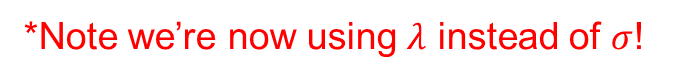 *Note we're now using 𝜆 instead of 𝜎!